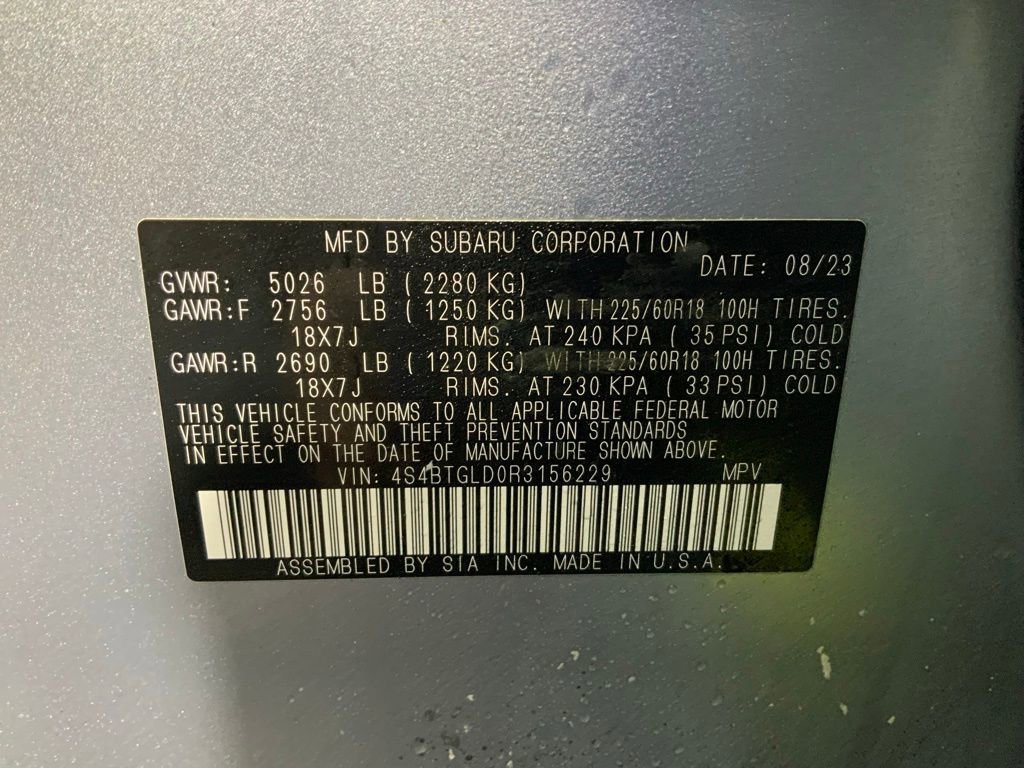 MFD BY SUBARU CORPORATION
DATE: 08/23
GVWR: 5026 LB ( 2280 KG)
GAWR:F 2756 LB ( 1250 KG) WITH 225/60R18 100H TIRES.
18X7J RIMS. AT 240 KPA ( 35 PSI) COLD
GAWR:R 2690 LB ( 1220 KG) WITH 225/60R18 100H TIRES.
18X7J RIMS. AT 230 KPA ( 33 PSI) COLD
THIS VEHICLE CONFORMS TO ALL APPLICABLE FEDERAL MOTOR
VEHICLE SAFETY AND THEFT PREVENTION STANDARDS
IN EFFECT ON THE DATE OF MANUFACTURE SHOWN ABOVE.
VIN: 4S4BTGLD0R3156229 MPV
ASSEMBLED BY SIA INC. MADE IN U.S.A.